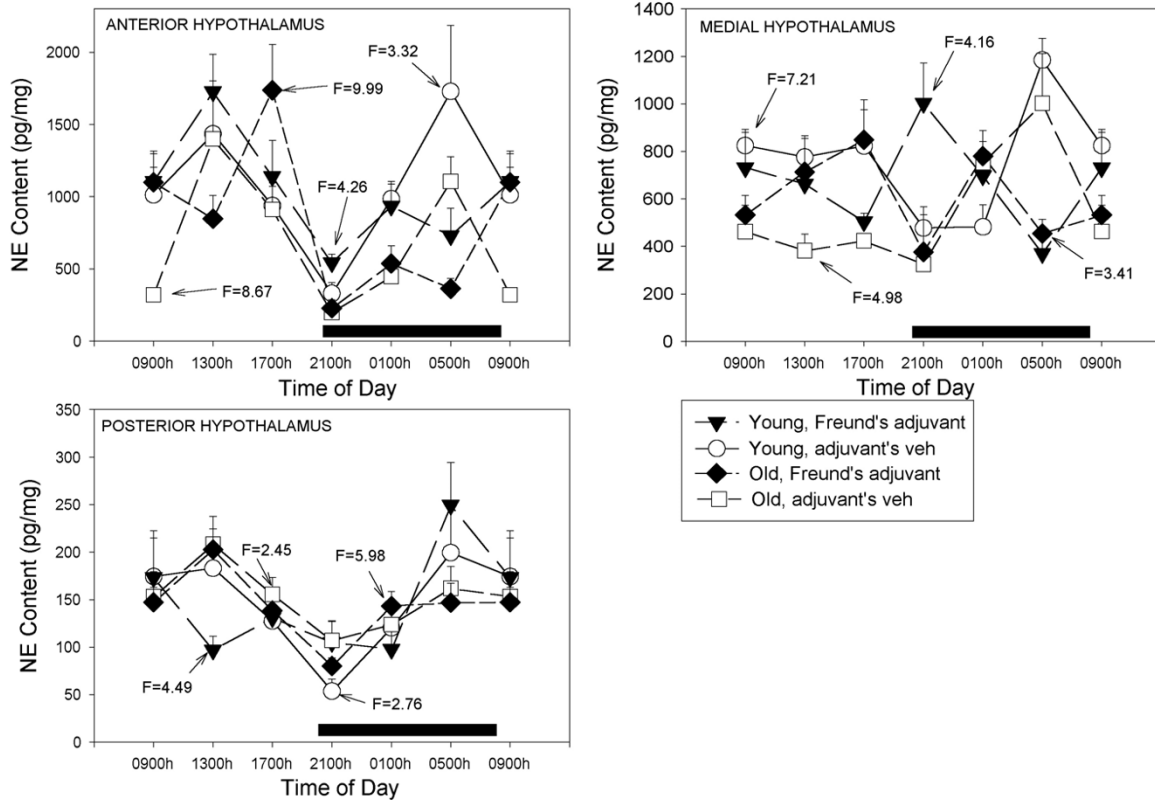 ANTERIOR HYPOTHALAMUS
NE Content (pg/mg)
2000
1500
1000
500
0
F=3.32
F=9.99
F=4.26
F=8.67
0900h 1300h 1700h 2100h 0100h 0500h 0900h
Time of Day
MEDIAL HYPOTHALAMUS
NE Content (pg/mg)
1400
1200
1000
800
600
400
200
0
F=4.16
F=7.21
F=3.41
F=4.98
0900h 1300h 1700h 2100h 0100h 0500h 0900h
Time of Day
POSTERIOR HYPOTHALAMUS
NE Content (pg/mg)
350
300
250
200
150
100
50
0
F=2.45
F=5.98
F=4.49
F=2.76
0900h 1300h 1700h 2100h 0100h 0500h 0900h
Time of Day
Young, Freund's adjuvant
Young, adjuvant's veh
Old, Freund's adjuvant
Old, adjuvant's veh